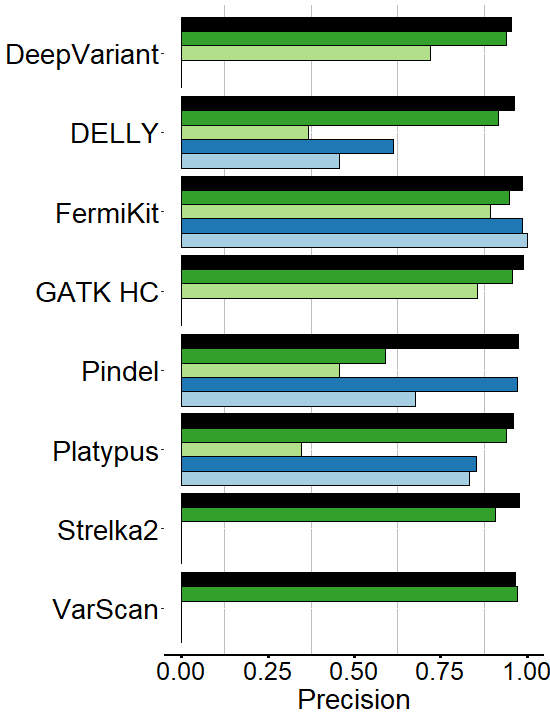 DeepVariant
DELLY
FermiKit
GATK HC
Pindel
Platypus
Strelka2
VarScan
0.00 0.25 0.50 0.75 1.00
Precision